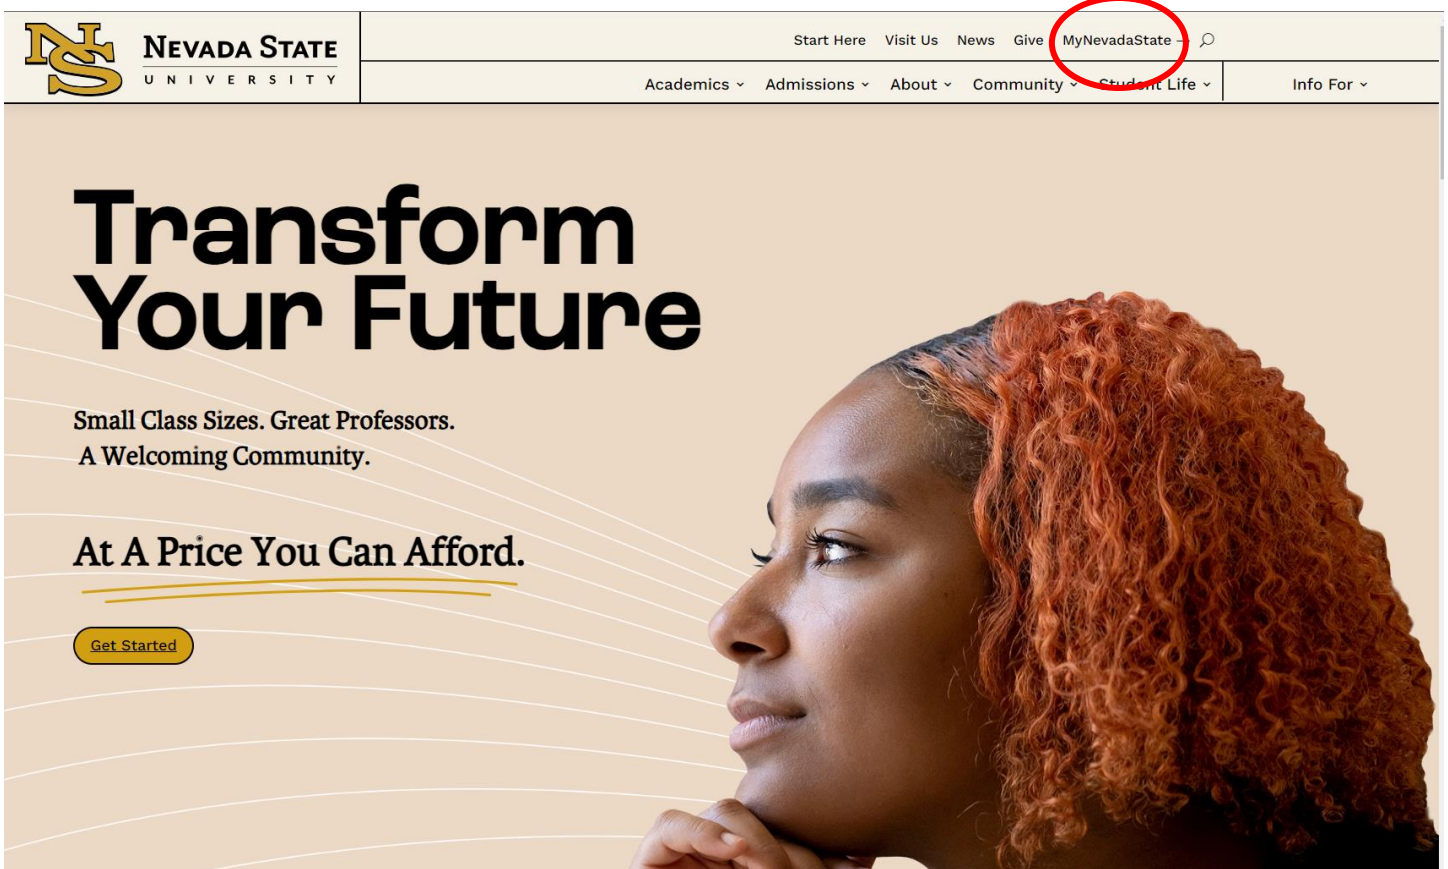 NS
NEVADA STATE
UNIVERSITY
Start Here Visit Us News Give MyNevadaState
Academics Admissions About Community Student Life Info For
Transform
Your Future
Small Class Sizes. Great Professors.
A Welcoming Community.
At A Price You Can Afford.
Get Started